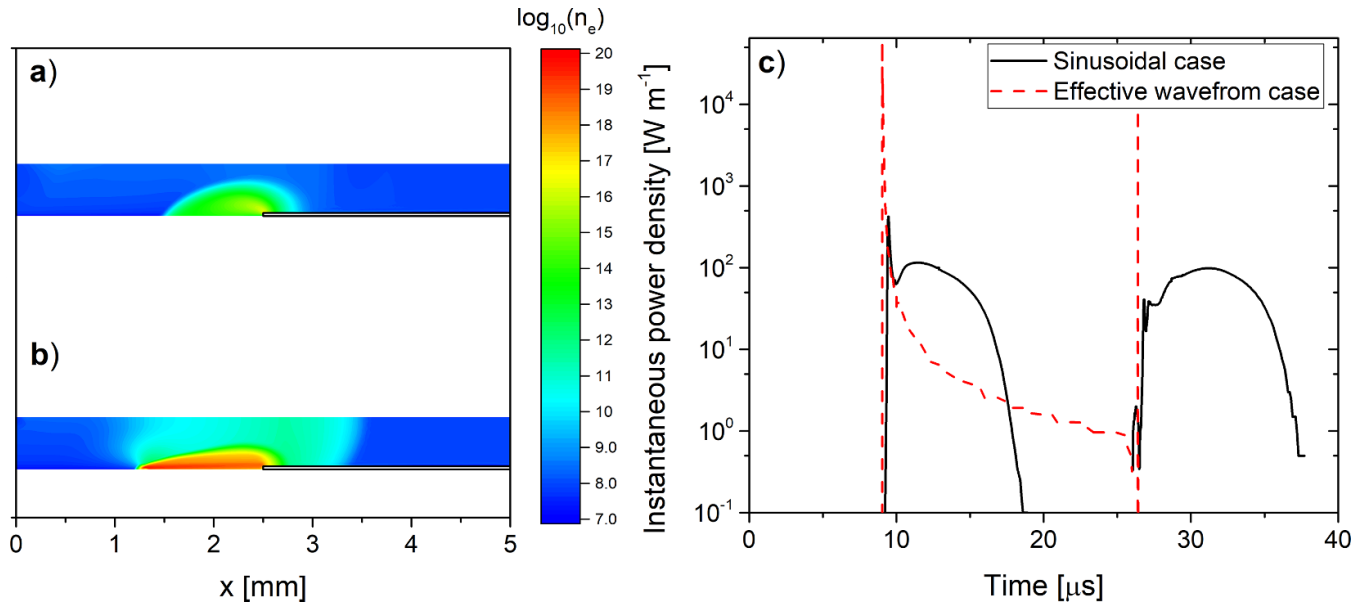 a)
b)
0 1 2 3 4 5
x [mm]
log10(ne)
20
19
18
17
16
15
14
13
12
11
10
9.0
8.0
7.0
c)
Sinusoidal case
Effective wavefrom case
Instantaneous power density [W m-1]
10^4
10^3
10^2
10^1
10^0
10^-1
0 10 20 30 40
Time [μs]